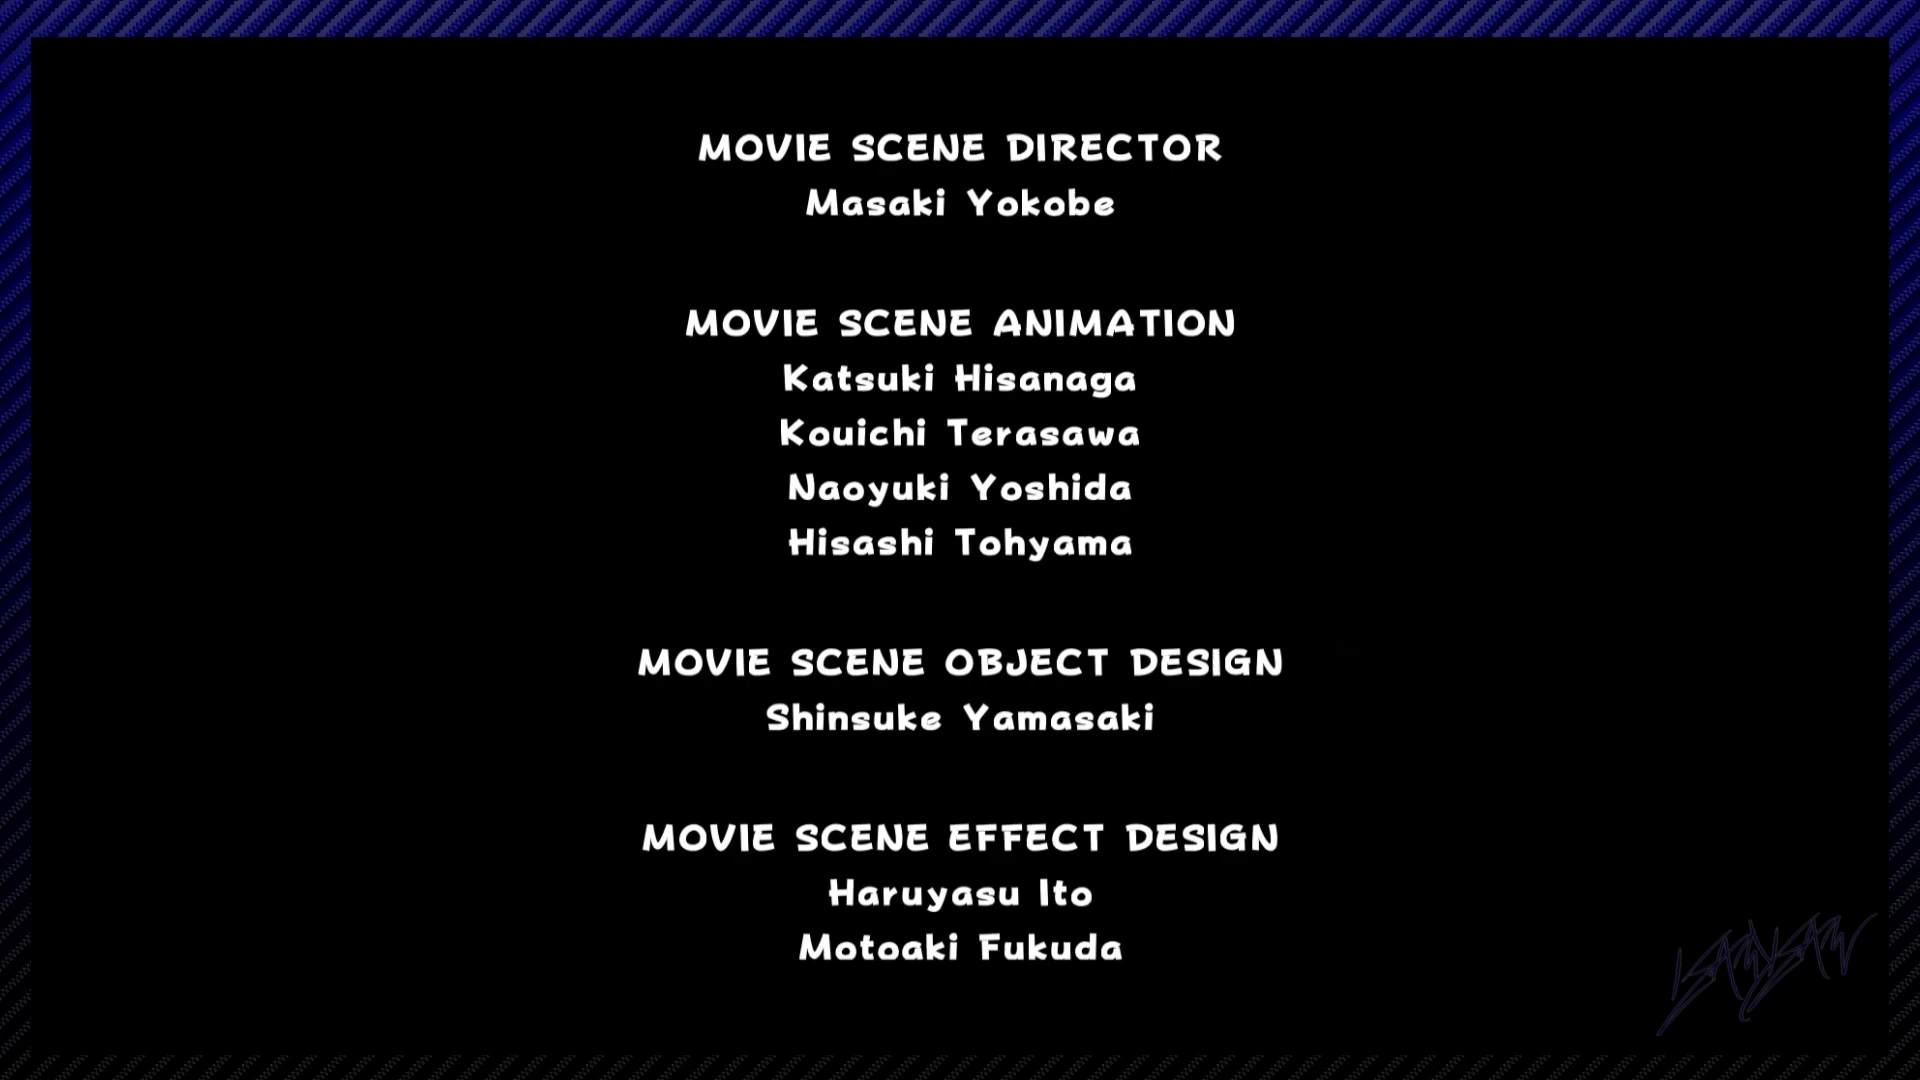 MOVIE SCENE DIRECTOR
Masaki Yokobe
MOVIE SCENE ANIMATION
Katsuki Hisanaga
Kouichi Terasawa
Naoyuki Yoshida
Hisashi Tohyama
MOVIE SCENE OBJECT DESIGN
Shinsuke Yamasaki
MOVIE SCENE EFFECT DESIGN
Haruyasu Ito
Motoaki Fukuda